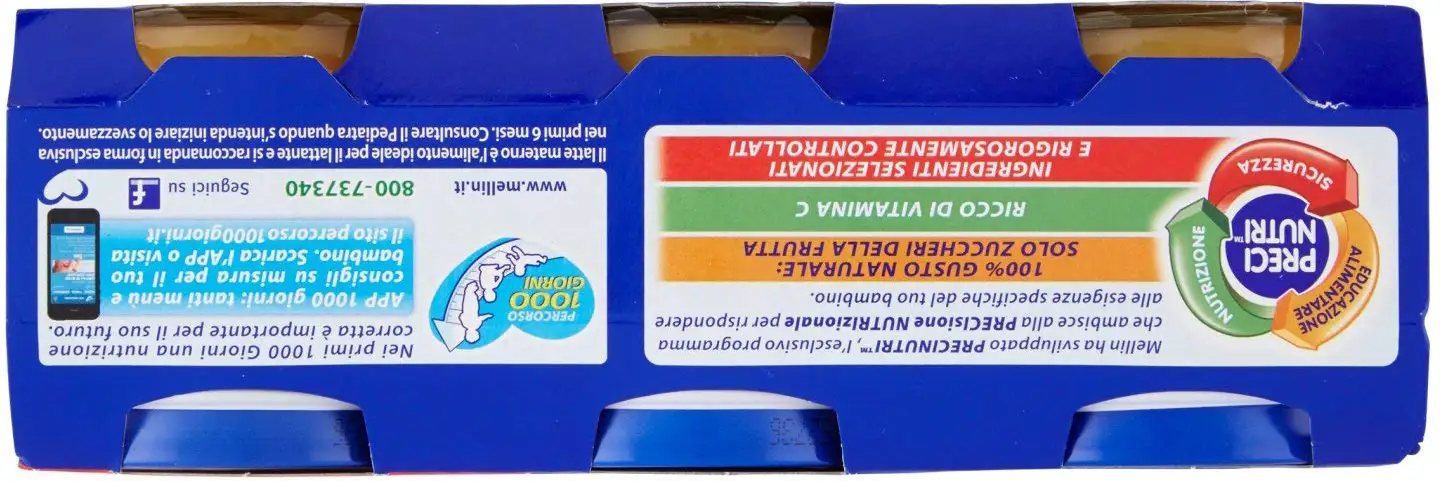 Mellin ha sviluppato PRECINUTRI™, l'esclusivo programma
che ambisce alla PRECisione NUTRIzionale per rispondere
alle esigenze specifiche del tuo bambino.
100% GUSTO NATURALE:
SOLO ZUCCHERI DELLA FRUTTA
RICCO DI VITAMINA C
INGREDIENTI SELEZIONATI
E RIGOROSAMENTE CONTROLLATI
EDUCAZIONE
ALIMENTARE
NUTRIZIONE
SICUREZZA
PRECI
NUTRI™
Nei primi 1000 Giorni una nutrizione
corretta è importante per il suo futuro.
APP 1000 giorni: tanti menù e
consigli su misura per il tuo
bambino. Scarica l'APP o visita
il sito percorso1000giorni.it
PERCORSO
1000
GIORNI
www.mellin.it
800-737340
Seguici su f
Il latte materno è l'alimento ideale per il lattante e si raccomanda in forma esclusiva
nei primi 6 mesi. Consultare il Pediatra quando s'intenda iniziare lo svezzamento.